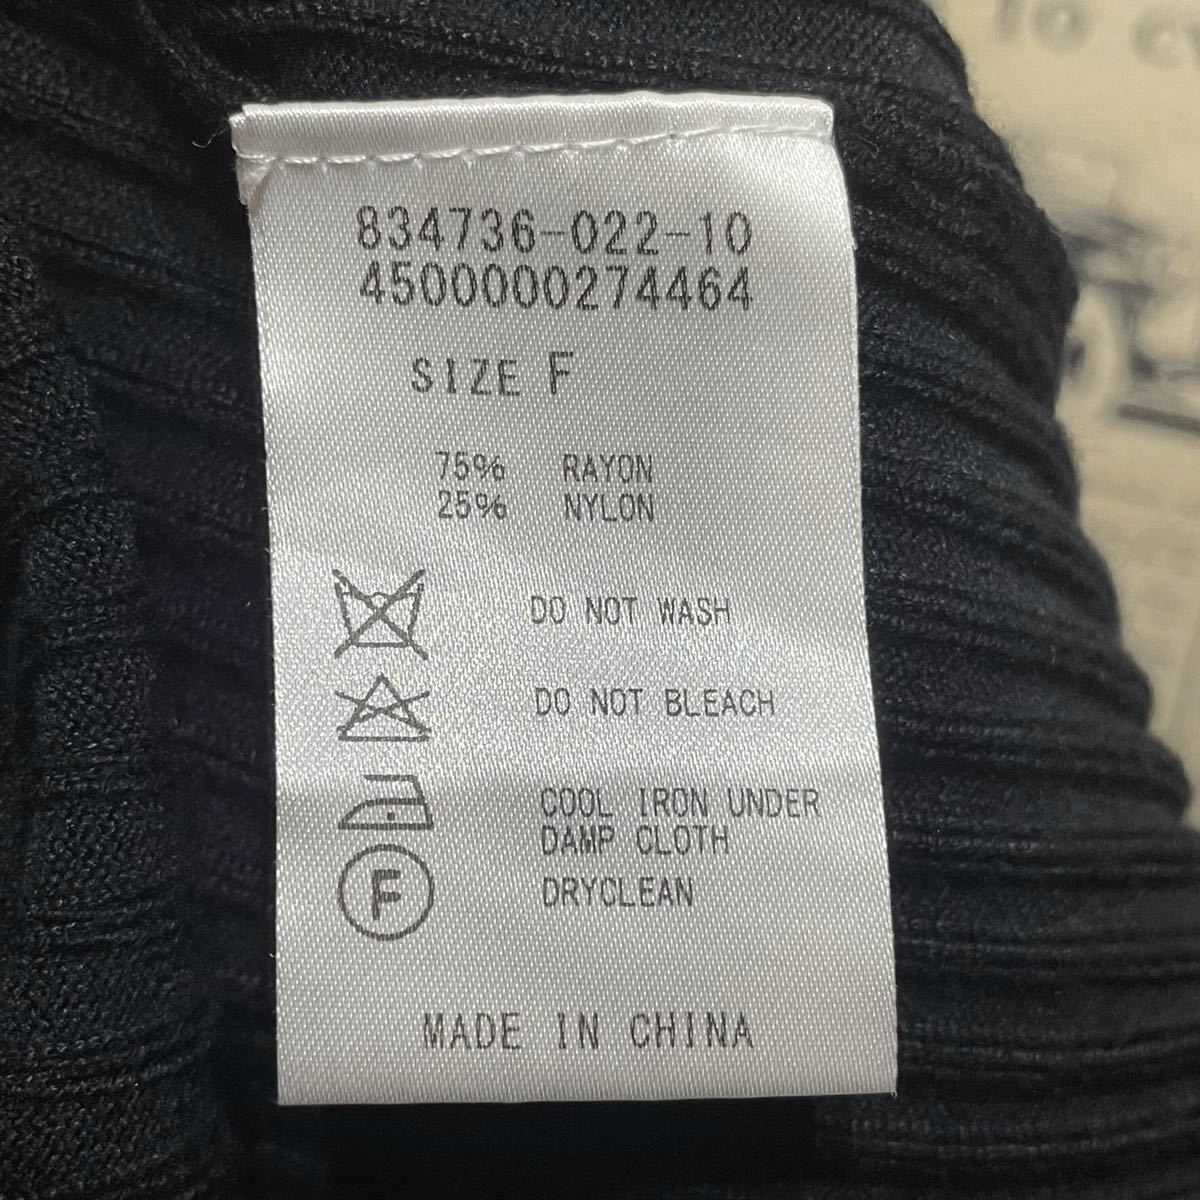 834736-022-10
4500000274464
SIZE F
75% RAYON
25% NYLON
DO NOT WASH
DO NOT BLEACH
COOL IRON UNDER
DAMP CLOTH
F DRYCLEAN
MADE IN CHINA